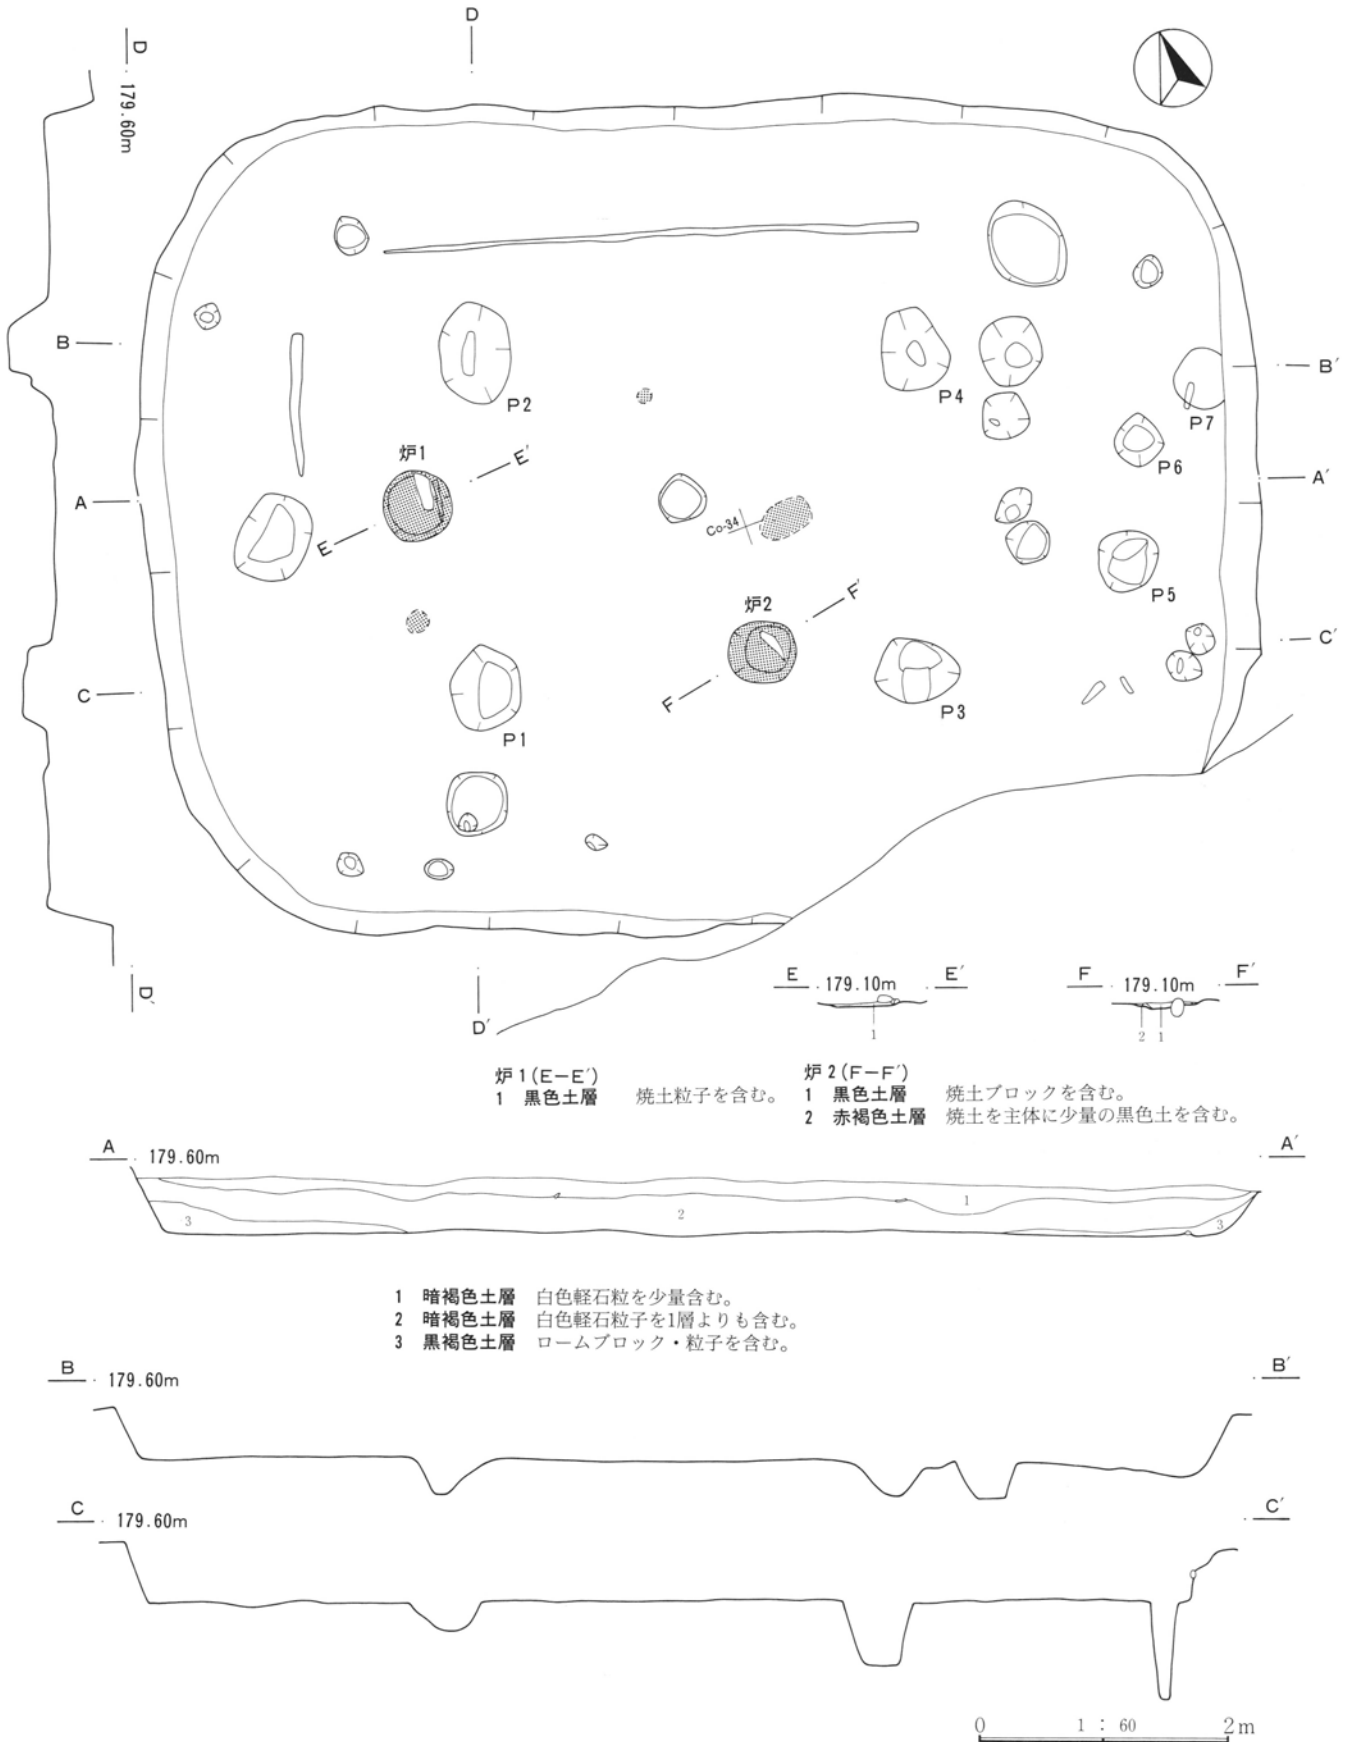 D
D
179.60m
B
B′
P2
P4
P7
炉1
E′
P6
A
A′
E
Co-34
P5
炉2
F′
C′
C
F
P3
P1
D′
D′
E 179.10m E′
F 179.10m F′
1
2 1
炉1(E−E′)
1 黒色土層 焼土粒子を含む。
炉2(F−F′)
1 黒色土層 焼土ブロックを含む。
2 赤褐色土層 焼土を主体に少量の黒色土を含む。
A 179.60m A′
1
2
3
3
1 暗褐色土層 白色軽石粒を少量含む。
2 暗褐色土層 白色軽石粒子を1層よりも含む。
3 黒褐色土層 ロームブロック・粒子を含む。
B 179.60m B′
C 179.60m C′
0 1 : 60 2m